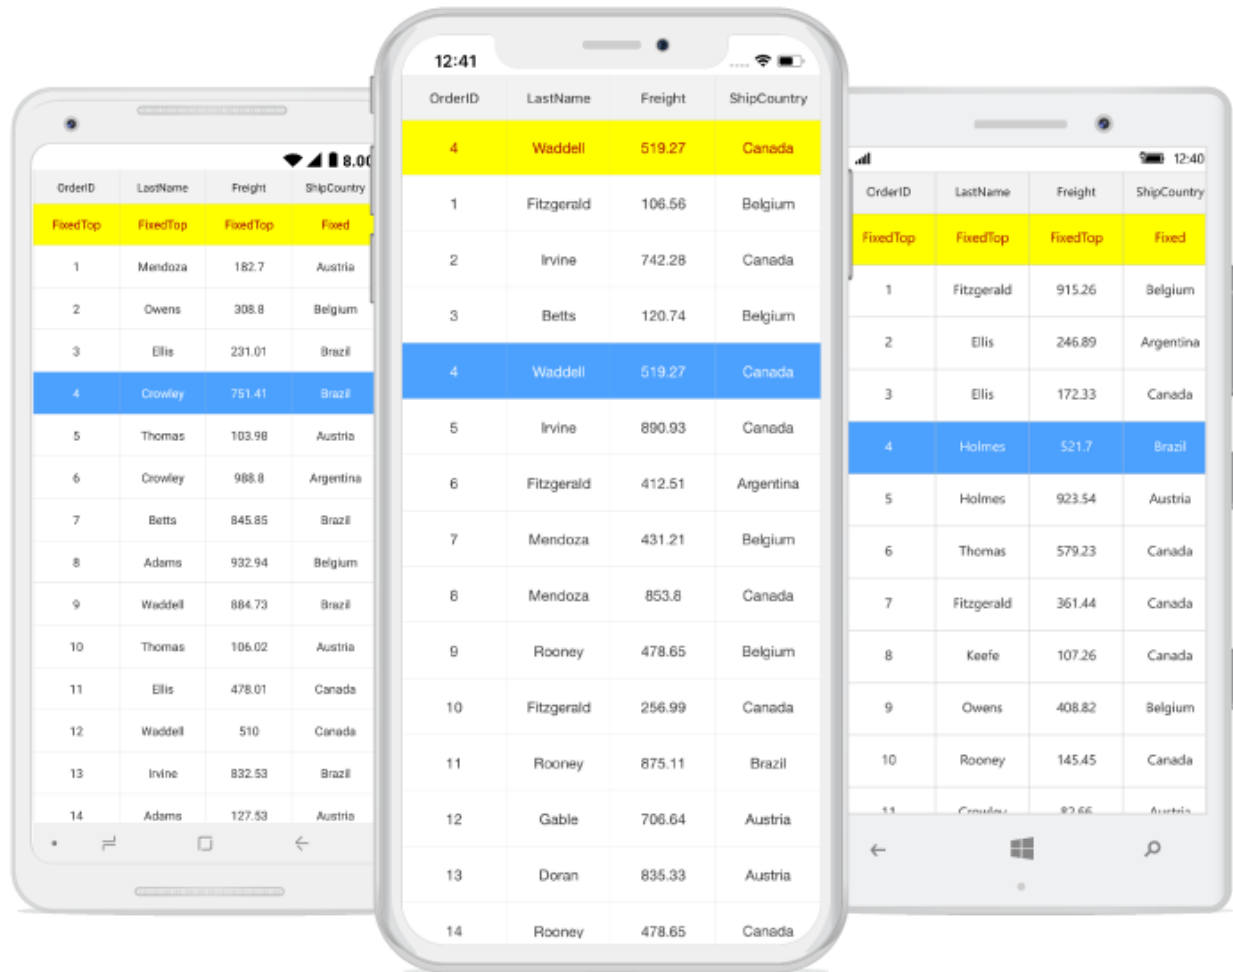 8.00
OrderID LastName Freight ShipCountry
FixedTop FixedTop FixedTop Fixed
1 Mendoza 182.7 Austria
2 Owens 308.8 Belgium
3 Ellis 231.01 Brazil
4 Crowley 751.41 Brazil
5 Thomas 103.98 Austria
6 Crowley 988.8 Argentina
7 Betts 845.85 Brazil
8 Adams 932.94 Belgium
9 Waddell 884.73 Brazil
10 Thomas 106.02 Austria
11 Ellis 478.01 Canada
12 Waddell 510 Canada
13 Irvine 832.53 Brazil
14 Adams 127.53 Austria
12:41
OrderID LastName Freight ShipCountry
4 Waddell 519.27 Canada
1 Fitzgerald 106.56 Belgium
2 Irvine 742.28 Canada
3 Betts 120.74 Belgium
4 Waddell 519.27 Canada
5 Irvine 890.93 Canada
6 Fitzgerald 412.51 Argentina
7 Mendoza 431.21 Belgium
8 Mendoza 853.8 Canada
9 Rooney 478.65 Belgium
10 Fitzgerald 256.99 Canada
11 Rooney 875.11 Brazil
12 Gable 706.64 Austria
13 Doran 835.33 Austria
14 Rooney 478.65 Canada
12:40
OrderID LastName Freight ShipCountry
FixedTop FixedTop FixedTop Fixed
1 Fitzgerald 915.26 Belgium
2 Ellis 246.89 Argentina
3 Ellis 172.33 Canada
4 Holmes 521.7 Brazil
5 Holmes 923.54 Austria
6 Thomas 579.23 Canada
7 Fitzgerald 361.44 Canada
8 Keefe 107.26 Canada
9 Owens 408.82 Belgium
10 Rooney 145.45 Canada
11 Crowley 82.66 Austria